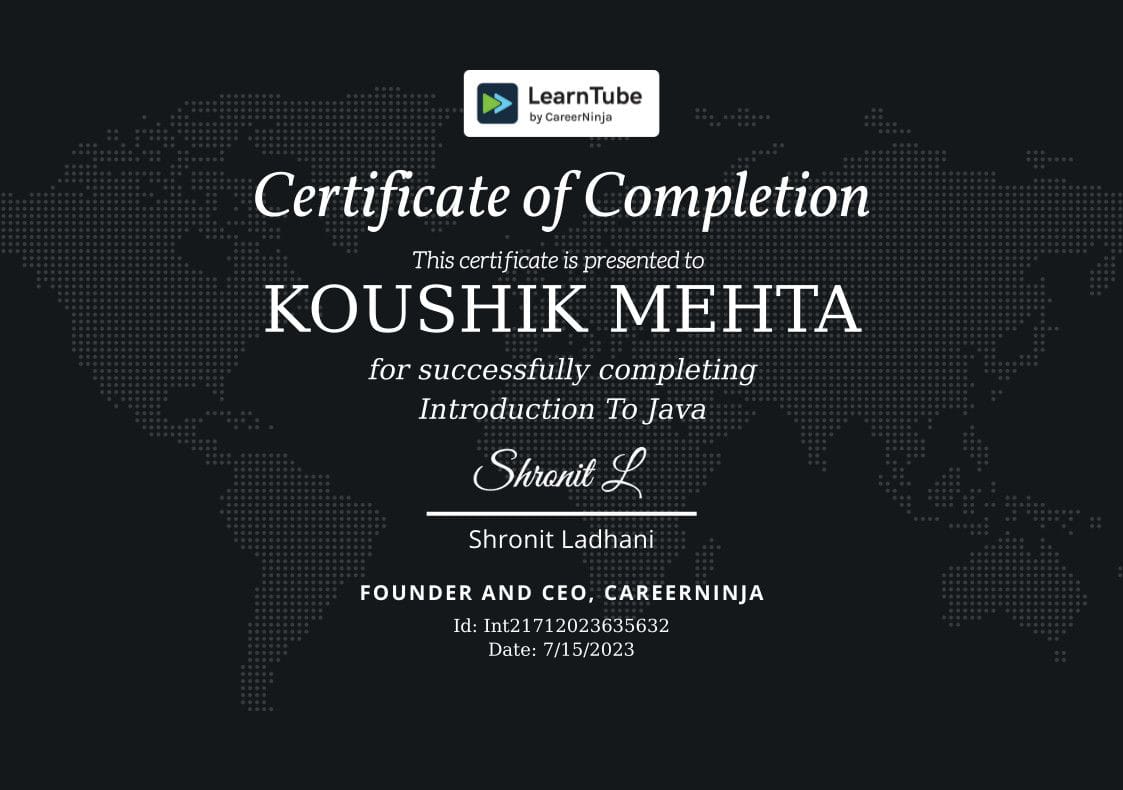 LearnTube
by CareerNinja
Certificate of Completion
This certificate is presented to
KOUSHIK MEHTA
for successfully completing
Introduction To Java
Shronit L
Shronit Ladhani
FOUNDER AND CEO, CAREERNINJA
Id: Int21712023635632
Date: 7/15/2023